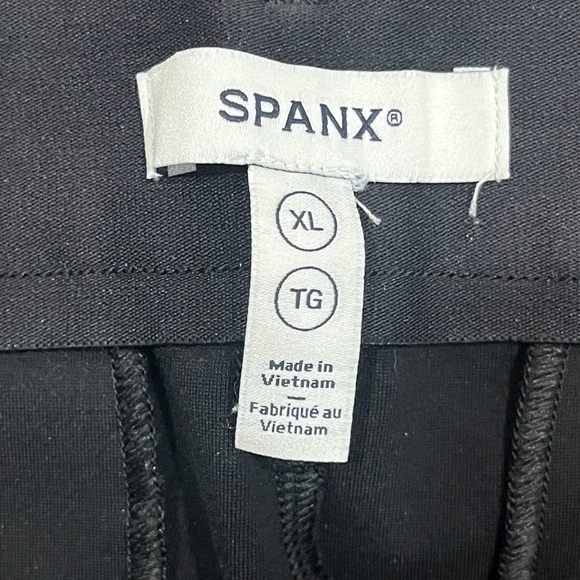 SPANX®
XL
TG
Made in
Vietnam
Fabriqué au
Vietnam